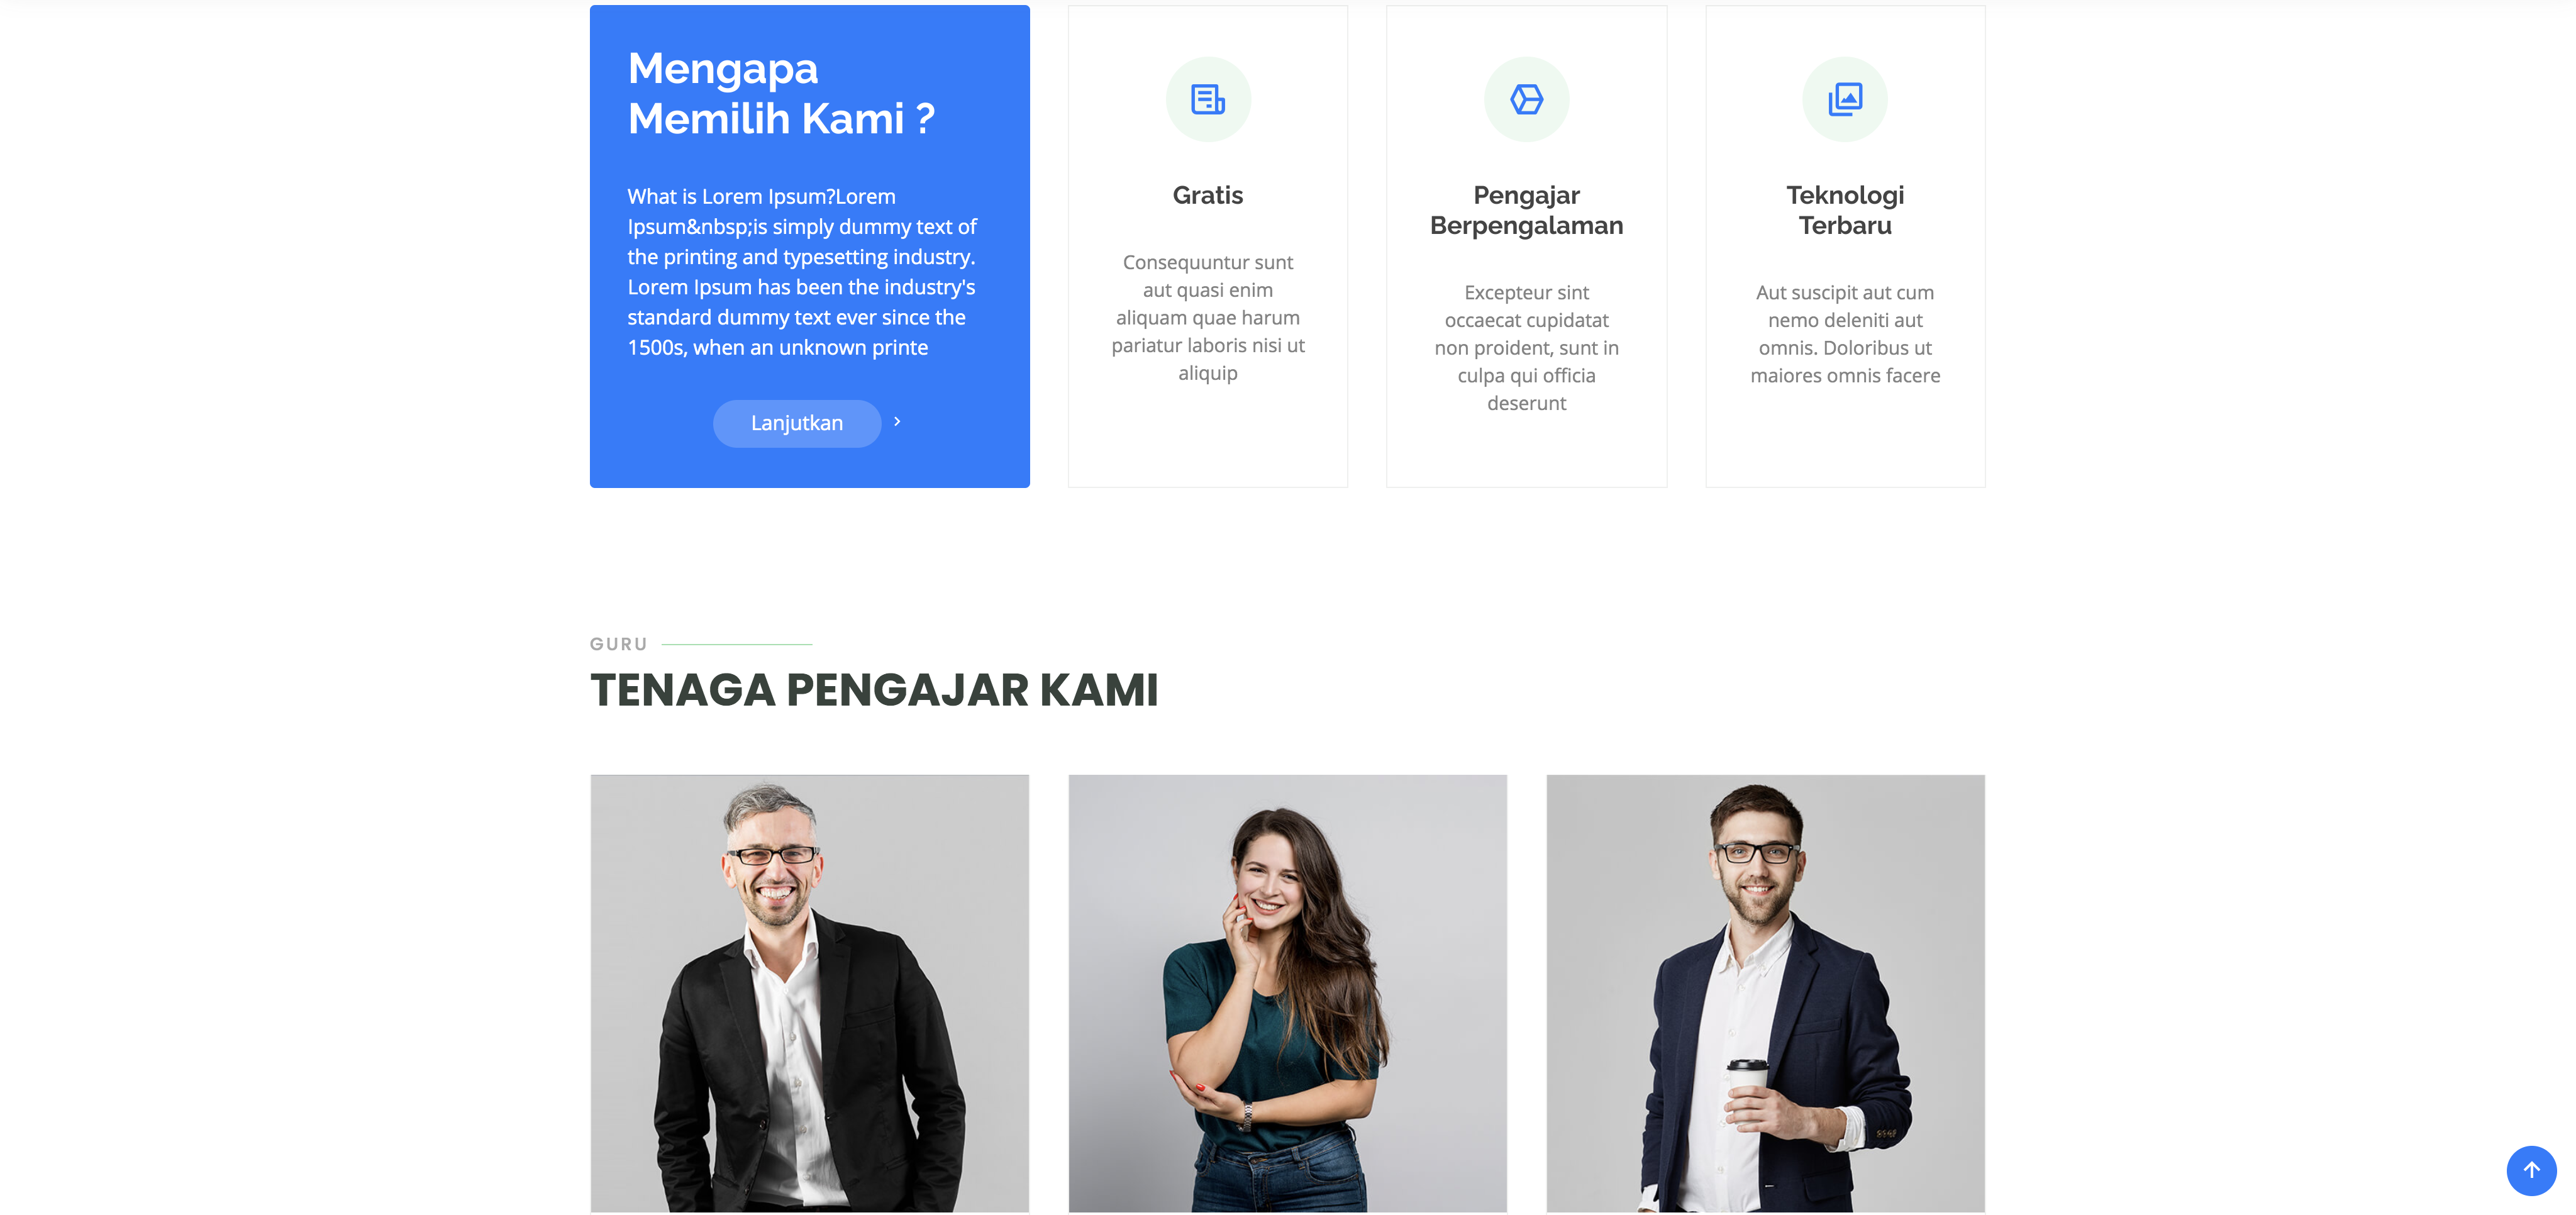 Mengapa
Memilih Kami ?
What is Lorem Ipsum?Lorem
Ipsum&nbsp;is simply dummy text of
the printing and typesetting industry.
Lorem Ipsum has been the industry's
standard dummy text ever since the
1500s, when an unknown printe
Lanjutkan
Gratis
Consequuntur sunt
aut quasi enim
aliquam quae harum
pariatur laboris nisi ut
aliquip
Pengajar
Berpengalaman
Excepteur sint
occaecat cupidatat
non proident, sunt in
culpa qui officia
deserunt
Teknologi
Terbaru
Aut suscipit aut cum
nemo deleniti aut
omnis. Doloribus ut
maiores omnis facere
GURU
TENAGA PENGAJAR KAMI